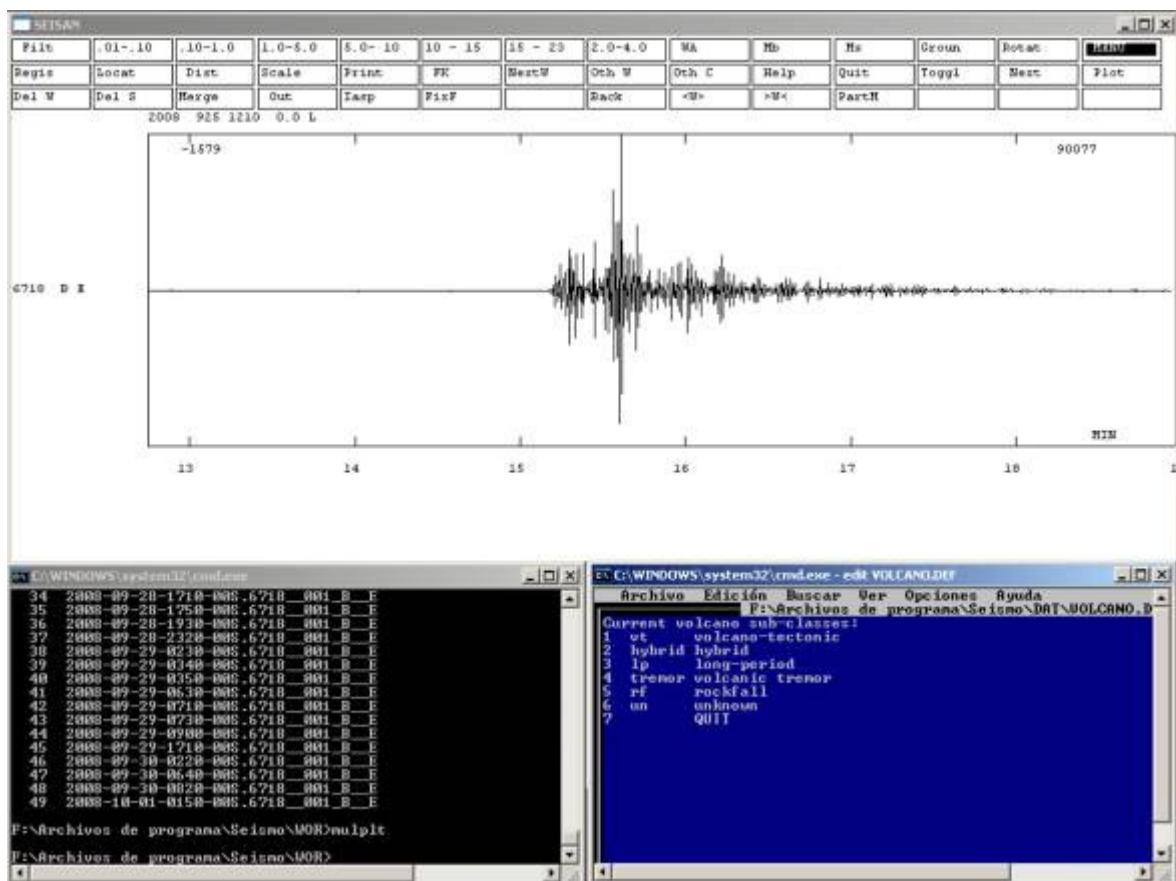 SEISAN
Filt .01-.10 .10-1.0 1.0-5.0 5.0- 10 10 - 15 15 - 23 2.0-4.0 WA Mb Ms Groun Rotat MENU
Regis Locat Dist Scale Print FK NextW Oth W Oth C Help Quit Toggl Next Plot
Del W Del S Merge Out Iasp FixF Back <W> >W< PartM
2008 925 1210 0.0 L
-1579 90077
6718 D E
MIN
13 14 15 16 17 18 1
C:\WINDOWS\system32\cmd.exe
34 2008-09-28-1710-00S.6718__001_B__E
35 2008-09-28-1750-00S.6718__001_B__E
36 2008-09-28-1930-00S.6718__001_B__E
37 2008-09-28-2320-00S.6718__001_B__E
38 2008-09-29-0230-00S.6718__001_B__E
39 2008-09-29-0340-00S.6718__001_B__E
40 2008-09-29-0350-00S.6718__001_B__E
41 2008-09-29-0630-00S.6718__001_B__E
42 2008-09-29-0710-00S.6718__001_B__E
43 2008-09-29-0730-00S.6718__001_B__E
44 2008-09-29-0900-00S.6718__001_B__E
45 2008-09-29-1710-00S.6718__001_B__E
46 2008-09-30-0220-00S.6718__001_B__E
47 2008-09-30-0640-00S.6718__001_B__E
48 2008-09-30-0820-00S.6718__001_B__E
49 2008-10-01-0150-00S.6718__001_B__E
F:\Archivos de programa\Seismo\WOR>mulplt
F:\Archivos de programa\Seismo\WOR>
C:\WINDOWS\system32\cmd.exe - edit VOLCANO.DEF
Archivo Edición Buscar Ver Opciones Ayuda
F:\Archivos de programa\Seismo\DAT\VOLCANO.D
Current volcano sub-classes:
1 vt volcano-tectonic
2 hybrid hybrid
3 lp long-period
4 tremor volcanic tremor
5 rf rockfall
6 un unknown
7 QUIT